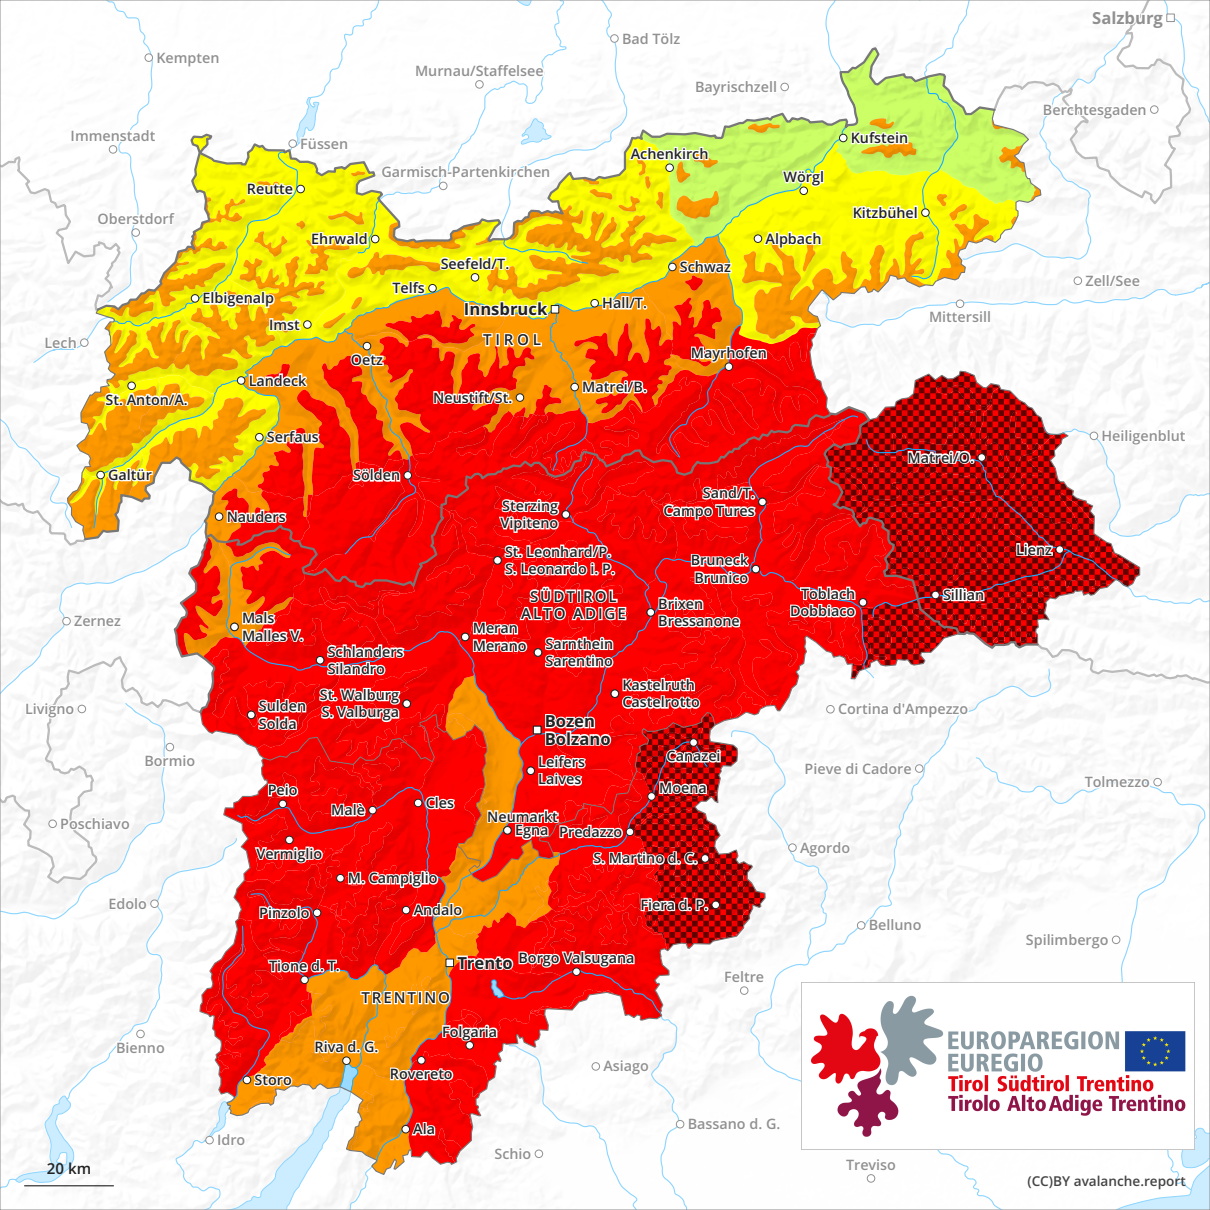 Salzburg
Kempten
Bad Tölz
Murnau/Staffelsee
Bayrischzell
Berchtesgaden
Immenstadt
Füssen
Kufstein
Achenkirch
Garmisch-Partenkirchen
Wörgl
Reutte
Oberstdorf
Kitzbühel
Ehrwald
Alpbach
Seefeld/T.
Schwaz
Zell/See
Telfs
Elbigenalp
Innsbruck
Hall/T.
Mittersill
Imst
TIROL
Lech
Oetz
Mayrhofen
Landeck
Matrei/B.
St. Anton/A.
Neustift/St.
Serfaus
Heiligenblut
Galtür
Sölden
Matrei/O.
Sand/T.
Campo Tures
Sterzing
Vipiteno
Nauders
St. Leonhard/P.
S. Leonardo i. P.
Lienz
Bruneck
Brunico
SÜDTIROL
ALTO ADIGE
Toblach
Dobbiaco
Sillian
Brixen
Bressanone
Zernez
Mals
Malles V.
Meran
Merano
Sarnthein
Sarentino
Schlanders
Silandro
Kastelruth
Castelrotto
St. Walburg
S. Valburga
Livigno
Sulden
Solda
Cortina d'Ampezzo
Bozen
Bolzano
Bormio
Canazei
Leifers
Laives
Pieve di Cadore
Tolmezzo
Moena
Peio
Malè
Cles
Neumarkt
Egna
Predazzo
Poschiavo
Vermiglio
Agordo
S. Martino d. C.
M. Campiglio
Edolo
Pinzolo
Andalo
Fiera d. P.
Belluno
Spilimbergo
Trento
Borgo Valsugana
Tione d. T.
Feltre
TRENTINO
Folgaria
Bienno
Riva d. G.
Rovereto
Storo
Asiago
EUROPAREGION
EUREGIO
Tirol Südtirol Trentino
Tirolo Alto Adige Trentino
Ala
Bassano d. G.
Idro
Schio
Treviso
20 km
(CC)BY avalanche.report